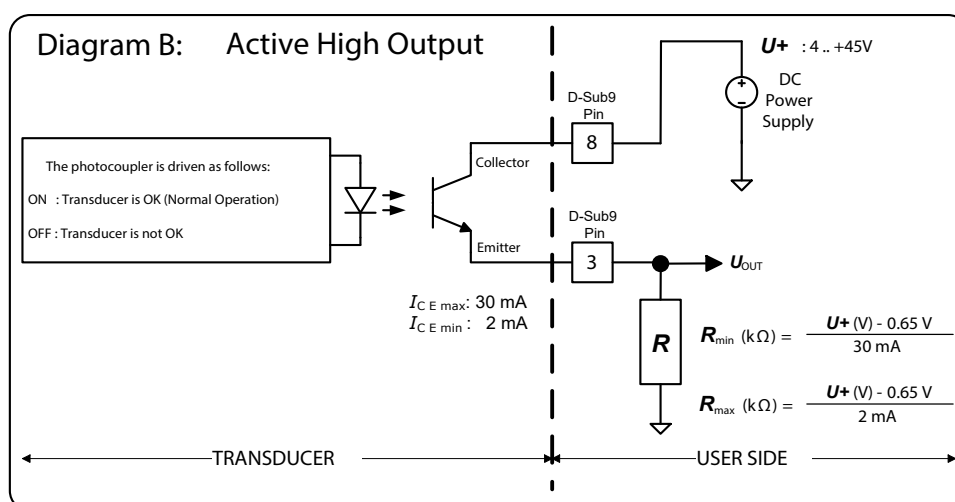 Diagram B: Active High Output
U+ : 4 .. +45V
DC
Power
Supply
+
−
D-Sub9
Pin
8
Collector
The photocoupler is driven as follows:
ON : Transducer is OK (Normal Operation)
OFF : Transducer is not OK
Emitter
D-Sub9
Pin
3
UOUT
IC E max: 30 mA
IC E min : 2 mA
R
Rmin (kΩ) = U+ (V) - 0.65 V
30 mA
Rmax (kΩ) = U+ (V) - 0.65 V
2 mA
TRANSDUCER
USER SIDE